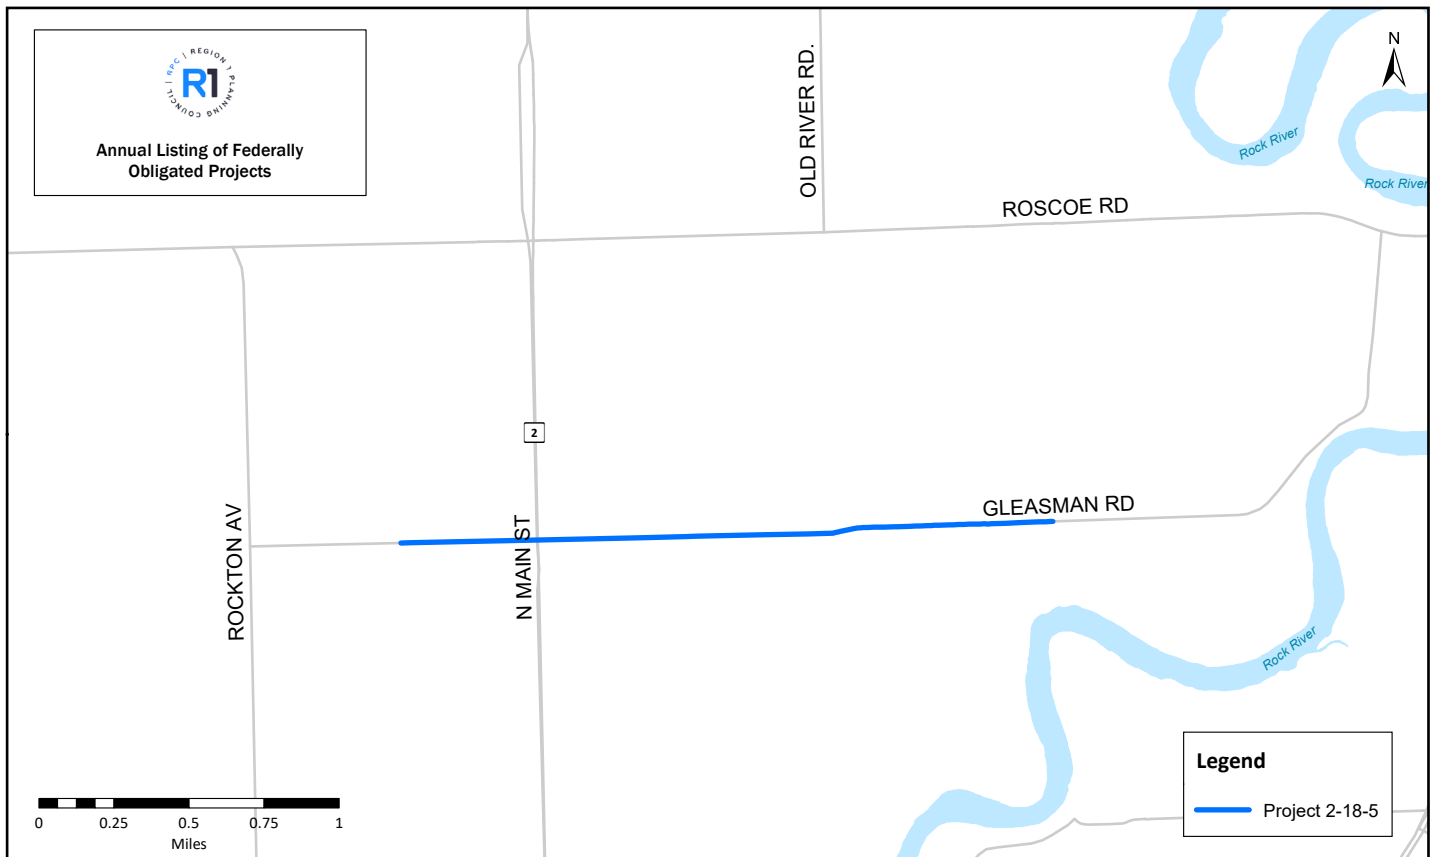 RPC | REGION 1 PLANNING COUNCIL |
R1
Annual Listing of Federally
Obligated Projects
OLD RIVER RD.
N
Rock River
Rock River
ROSCOE RD
2
GLEASMAN RD
ROCKTON AV
N MAIN ST
Rock River
Legend
Project 2-18-5
0 0.25 0.5 0.75 1
Miles